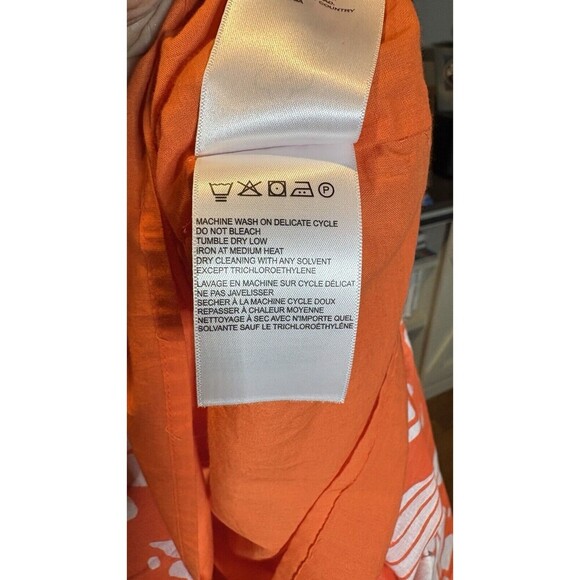 COUNTRY
P
MACHINE WASH ON DELICATE CYCLE
DO NOT BLEACH
TUMBLE DRY LOW
IRON AT MEDIUM HEAT
DRY CLEANING WITH ANY SOLVENT
EXCEPT TRICHLOROETHYLENE
LAVAGE EN MACHINE SUR CYCLE DÉLICAT
NE PAS JAVELISSER
SECHER À LA MACHINE CYCLE DOUX
REPASSER À CHALEUR MOYENNE
NETTOYAGE À SEC AVEC N'IMPORTE QUEL
SOLVANTE SAUF LE TRICHLOROÉTHYLÈNE